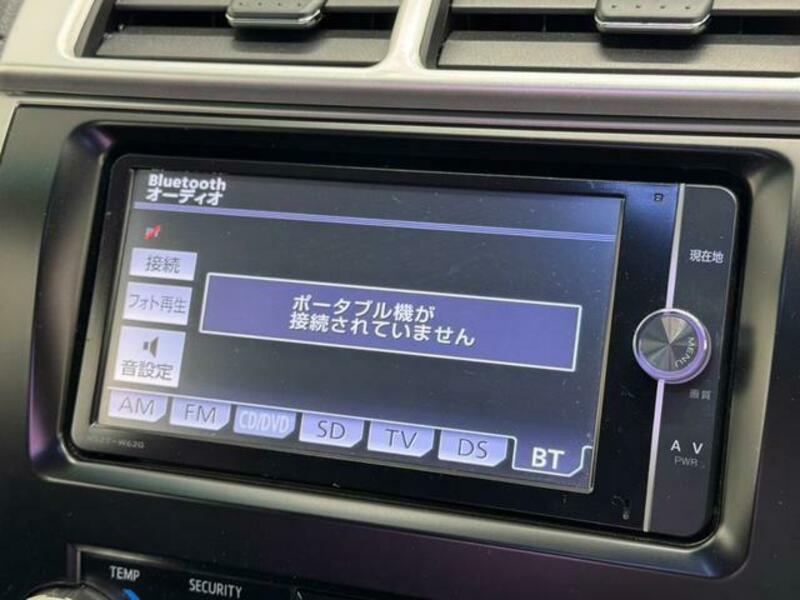 Bluetooth
オーディオ
接続
フォト再生
音設定
ポータブル機が
接続されていません
AM FM CD/DVD SD TV DS BT
現在地
MENU
画質
AV
PWR
TEMP
SECURITY